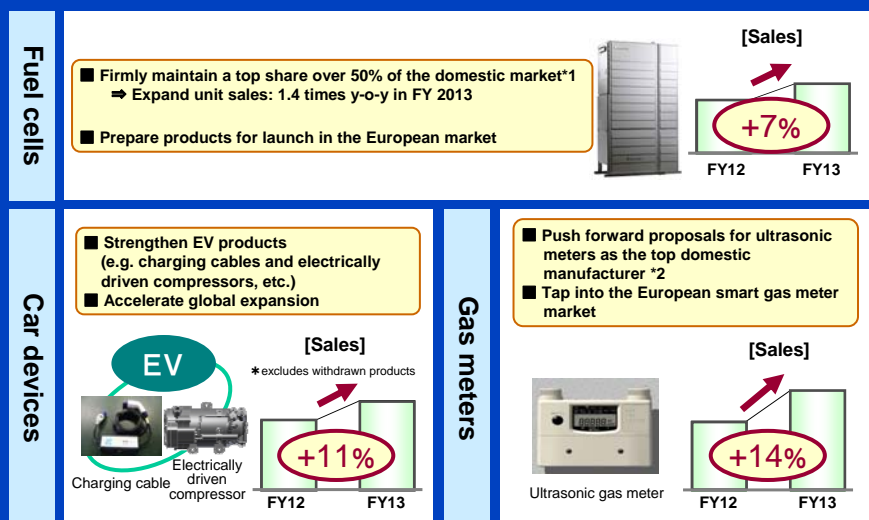 Fuel cells
■ Firmly maintain a top share over 50% of the domestic market*1
⇒ Expand unit sales: 1.4 times y-o-y in FY 2013
■ Prepare products for launch in the European market
[Sales]
+7%
FY12 FY13
Car devices
■ Strengthen EV products
(e.g. charging cables and electrically
driven compressors, etc.)
■ Accelerate global expansion
[Sales]
*excludes withdrawn products
EV
Charging cable
Electrically
driven
compressor
+11%
FY12 FY13
Gas meters
■ Push forward proposals for ultrasonic
meters as the top domestic
manufacturer *2
■ Tap into the European smart gas meter
market
[Sales]
Ultrasonic gas meter
+14%
FY12 FY13